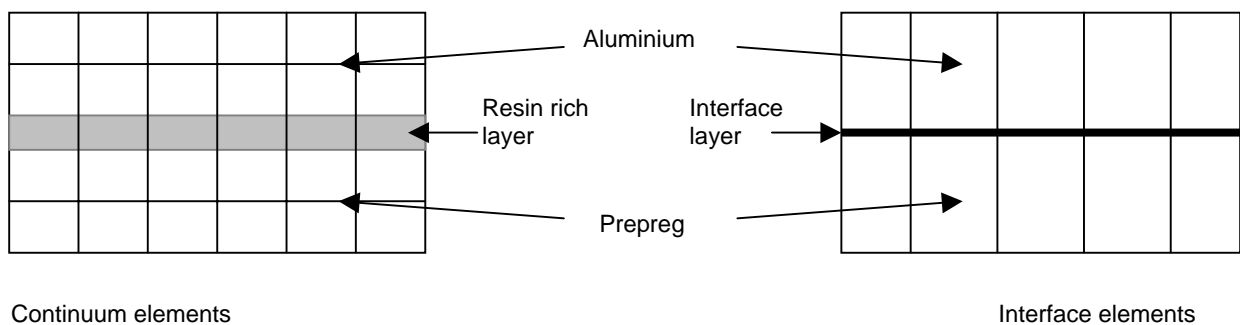 Aluminium
Resin rich
layer
Interface
layer
Prepreg
Continuum elements
Interface elements